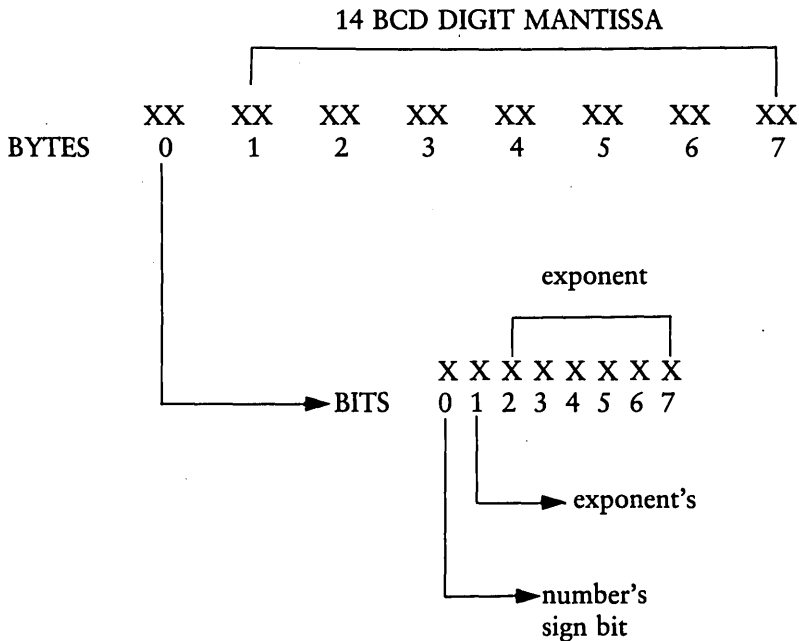 14 BCD DIGIT MANTISSA
XX XX XX XX XX XX XX XX
BYTES 0 1 2 3 4 5 6 7
exponent
X X X X X X X X
BITS 0 1 2 3 4 5 6 7
exponent's
number's
sign bit